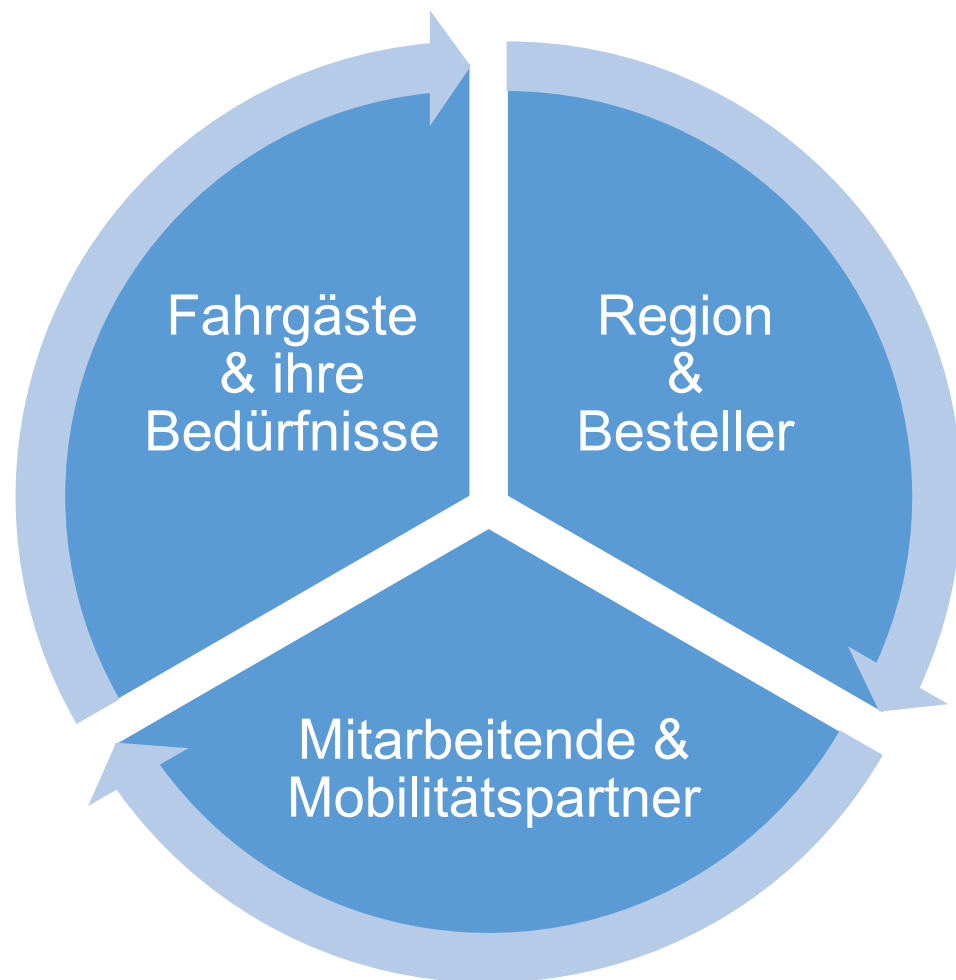 Fahrgäste
& ihre
Bedürfnisse
Region
&
Besteller
Mitarbeitende &
Mobilitätspartner